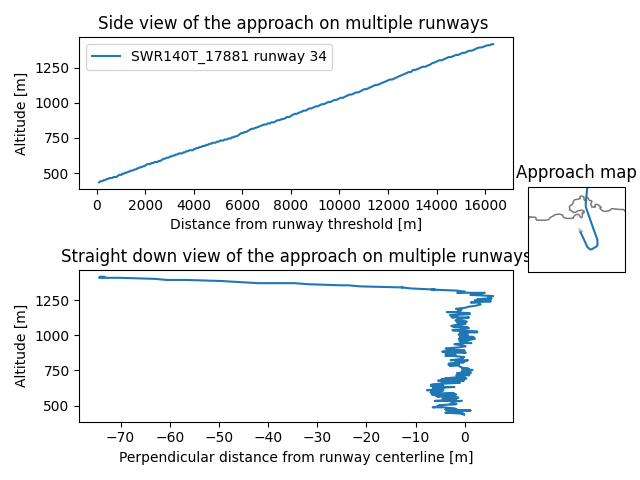 Side view of the approach on multiple runways
SWR140T_17881 runway 34
Altitude [m]
1250
1000
750
500
0 2000 4000 6000 8000 10000 12000 14000 16000
Distance from runway threshold [m]
Approach map
Straight down view of the approach on multiple runways
Altitude [m]
1250
1000
750
500
−70 −60 −50 −40 −30 −20 −10 0
Perpendicular distance from runway centerline [m]